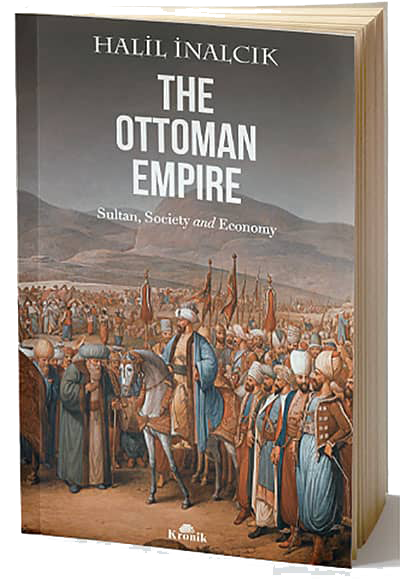 HALİL İNALCIK
THE
OTTOMAN
EMPIRE
Sultan, Society and Economy
Kronik